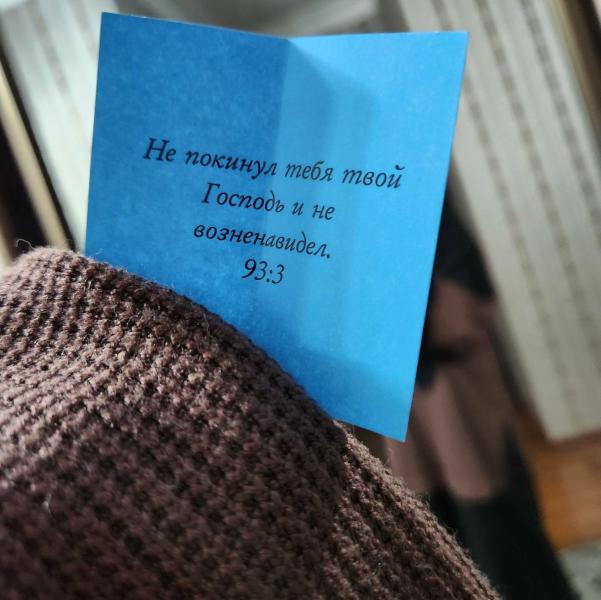 Не покинул тебя твой
Господь и не
возненавидел.
93:3